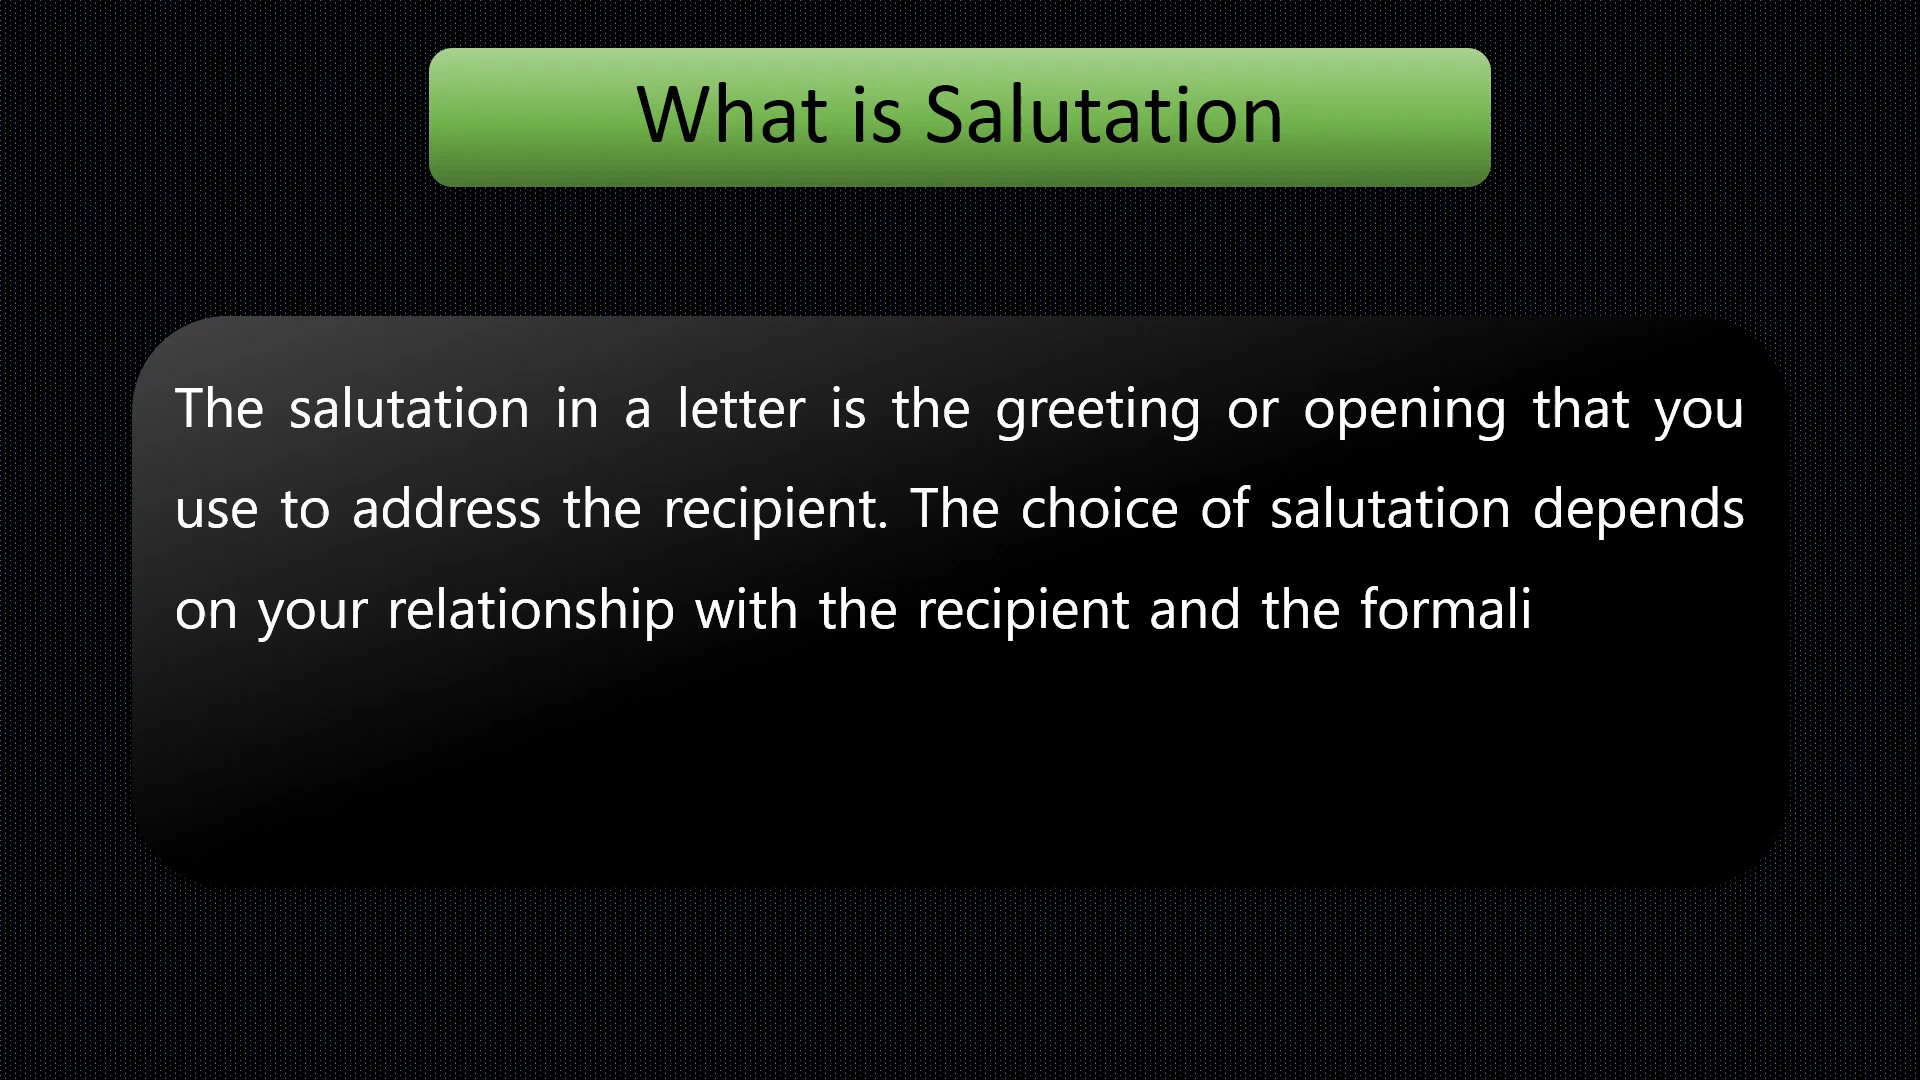 What is Salutation
The salutation in a letter is the greeting or opening that you
use to address the recipient. The choice of salutation depends
on your relationship with the recipient and the formali